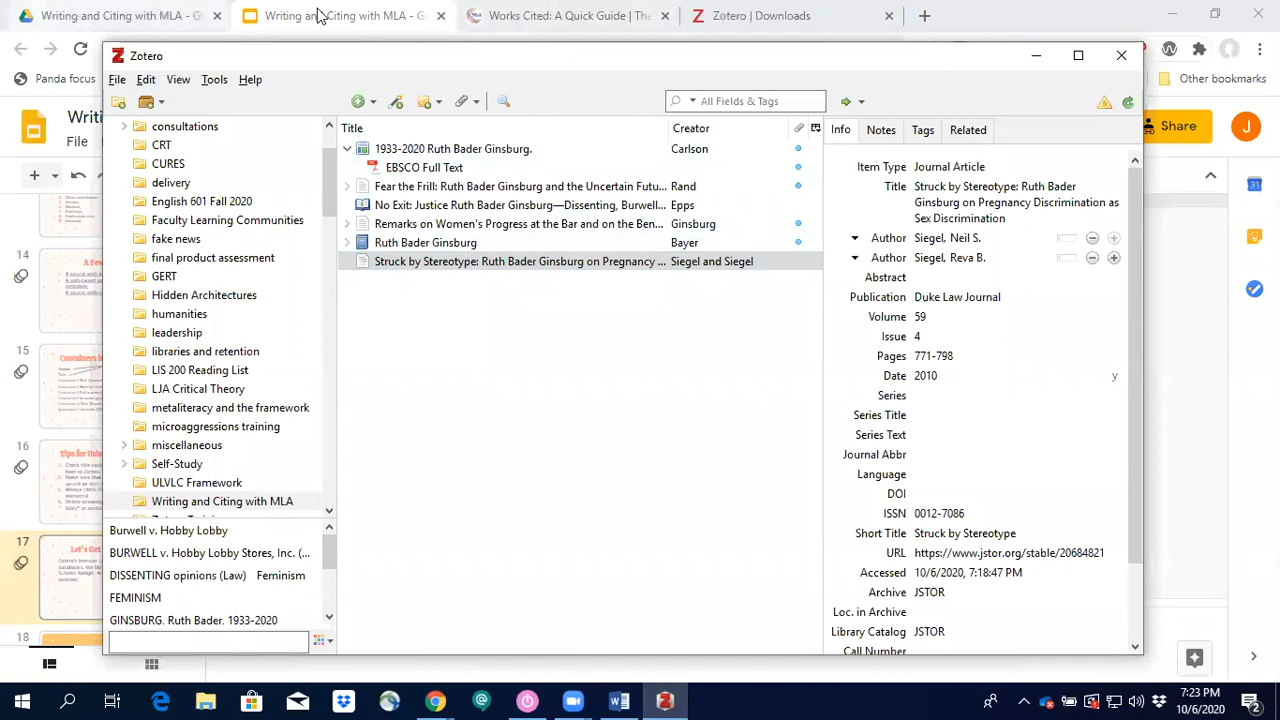 Writing and Citing with MLA - G
Writing and Citing with MLA - G
Works Cited: A Quick Guide | The
Zotero | Downloads
Panda focus
Other bookmarks
Zotero
File Edit View Tools Help
Writi
File
Share
J
All Fields & Tags
consultations
CRT
CURES
delivery
English 601 Fall 2020
Faculty Learning Communities
fake news
final product assessment
GERT
Hidden Architectures
humanities
leadership
libraries and retention
LIS 200 Reading List
LJA Critical Theory
metaliteracy and the framework
microaggressions training
miscellaneous
Self-Study
ULVLC Framework
Writing and Citing with MLA
Burwell v. Hobby Lobby
BURWELL v. Hobby Lobby Stores, Inc. (...
DISSENTING opinions (Law) Feminism
FEMINISM
GINSBURG, Ruth Bader, 1933-2020
Title Creator
1933-2020 Ruth Bader Ginsburg. Carlson
EBSCO Full Text
Fear the Frill: Ruth Bader Ginsburg and the Uncertain Futu... Rand
No Exit: Justice Ruth Bader Ginsburg—Dissenting, Burwell... Epps
Remarks on Women's Progress at the Bar and on the Ben... Ginsburg
Ruth Bader Ginsburg Bayer
Struck by Stereotype: Ruth Bader Ginsburg on Pregnancy ... Siegel and Siegel
Info Notes Tags Related
Item Type Journal Article
Title Struck by Stereotype: Ruth Bader
Ginsburg on Pregnancy Discrimination as
Sex Discrimination
Author Siegel, Neil S.
Author Siegel, Reva B.
Abstract
Publication Duke Law Journal
Volume 59
Issue 4
Pages 771-798
Date 2010 y
Series
Series Title
Series Text
Journal Abbr
Language
DOI
ISSN 0012-7086
Short Title Struck by Stereotype
URL https://www.jstor.org/stable/20684821
Accessed 10/6/2020, 7:18:47 PM
Archive JSTOR
Loc. in Archive
Library Catalog JSTOR
Call Number
14
A Few
15
Containers i
16
Tips for Usin
17
Let's Get
18
7:23 PM
10/6/2020
2